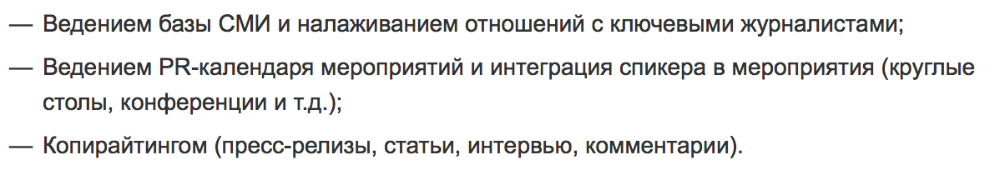 — Ведением базы СМИ и налаживанием отношений с ключевыми журналистами;
— Ведением PR-календаря мероприятий и интеграция спикера в мероприятия (круглые
столы, конференции и т.д.);
— Копирайтингом (пресс-релизы, статьи, интервью, комментарии).